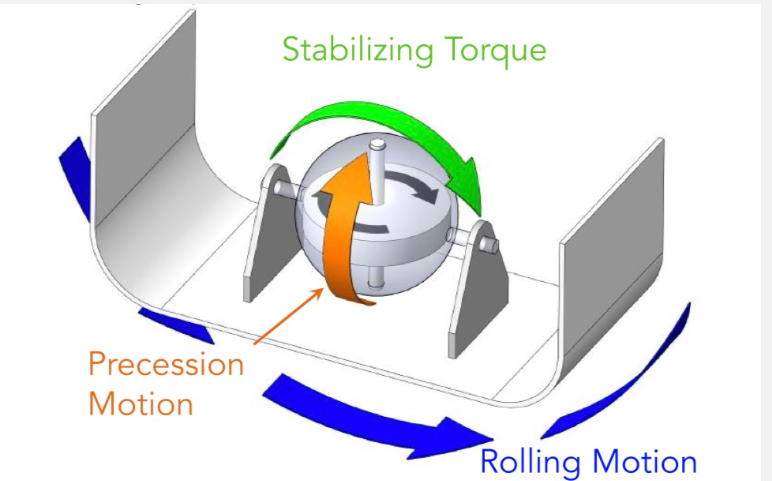 Stabilizing Torque
Precession
Motion
Rolling Motion